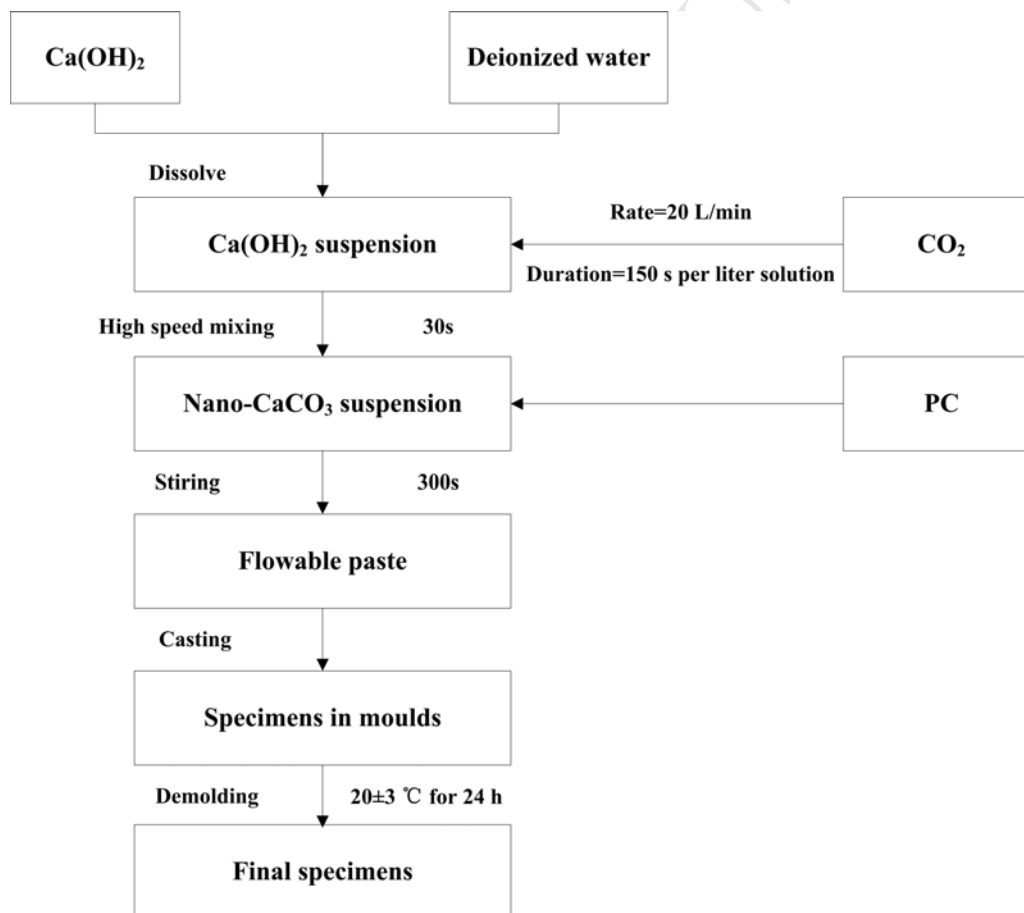 Ca(OH)₂
Deionized water
Dissolve
Rate=20 L/min
Ca(OH)₂ suspension
CO₂
Duration=150 s per liter solution
High speed mixing
30s
Nano-CaCO₃ suspension
PC
Stiring
300s
Flowable paste
Casting
Specimens in moulds
Demolding
20±3 ℃ for 24 h
Final specimens